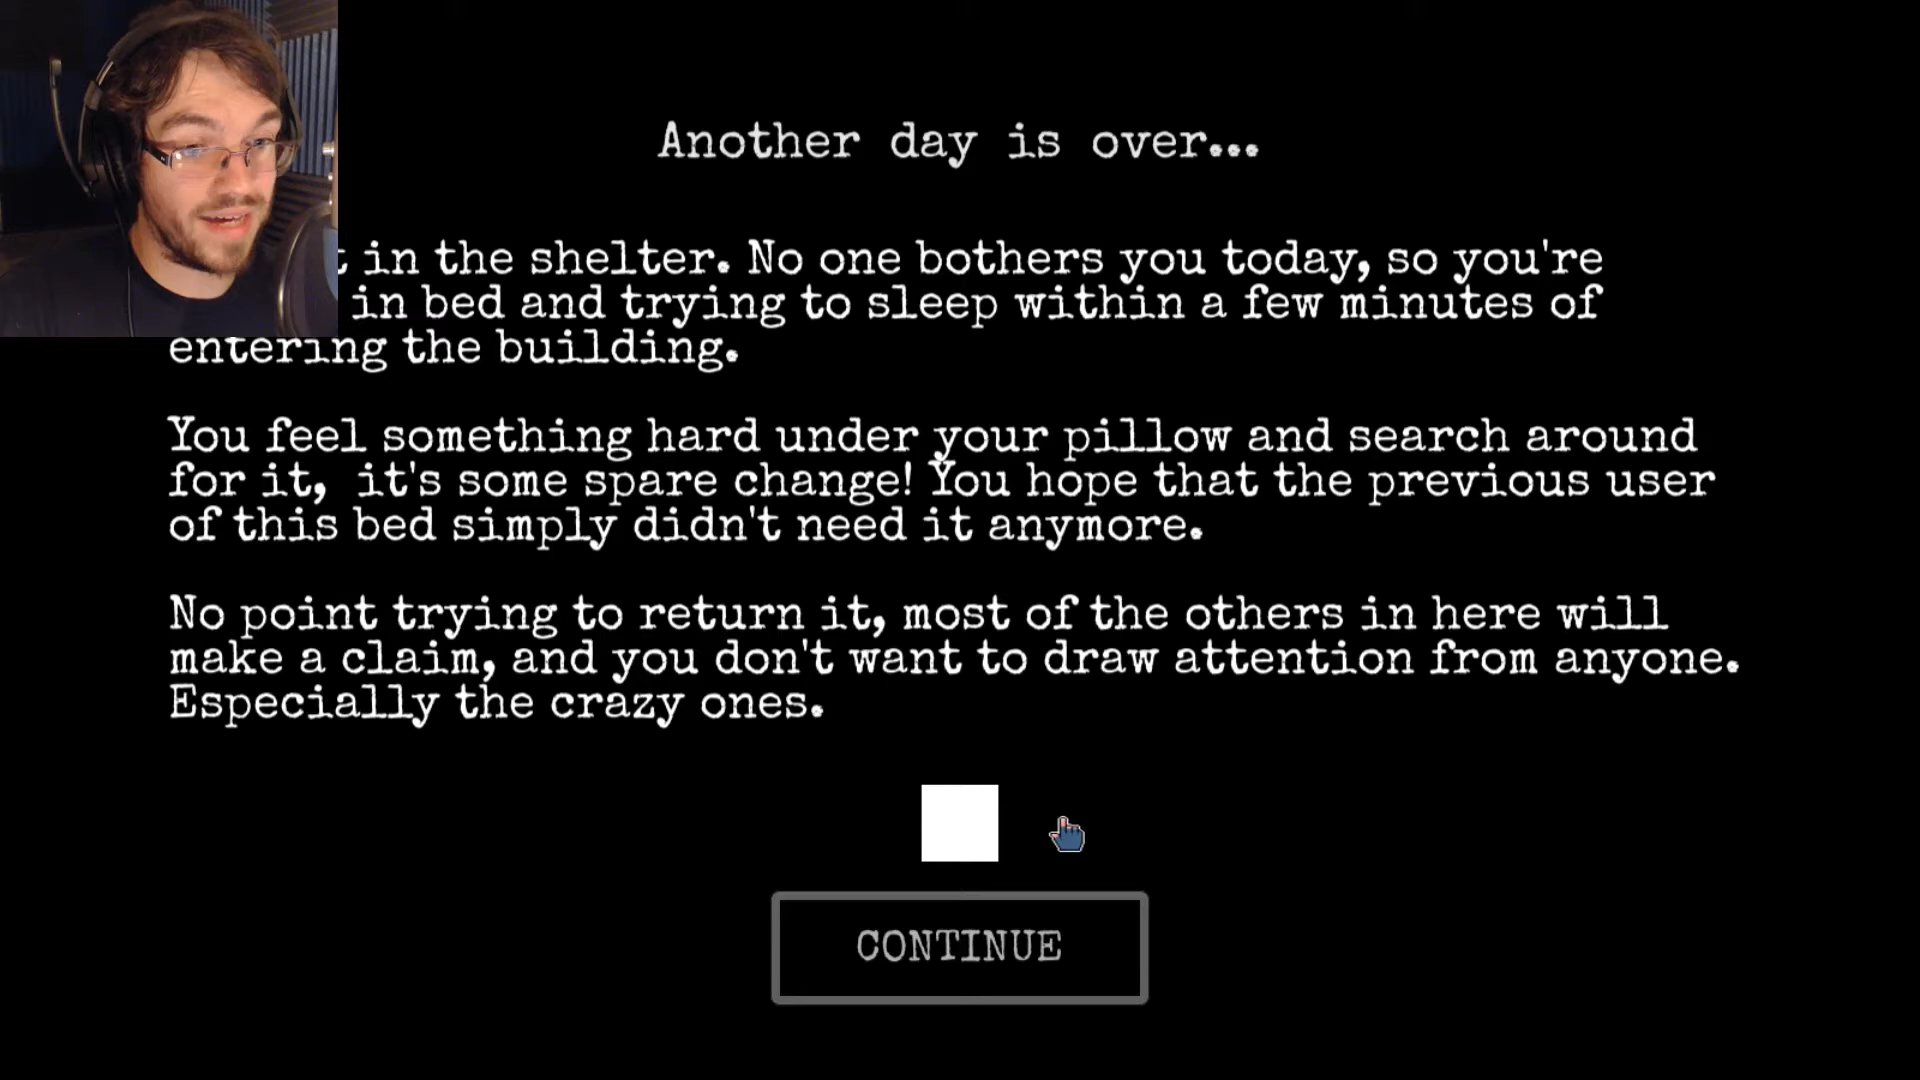 Another day is over...
in the shelter. No one bothers you today, so you're
in bed and trying to sleep within a few minutes of
entering the building.
You feel something hard under your pillow and search around
for it, it's some spare change! You hope that the previous user
of this bed simply didn't need it anymore.
No point trying to return it, most of the others in here will
make a claim, and you don't want to draw attention from anyone.
Especially the crazy ones.
CONTINUE